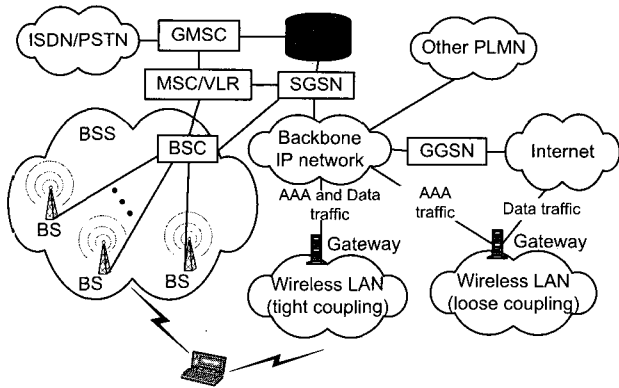 ISDN/PSTN
GMSC
Other PLMN
MSC/VLR
SGSN
BSS
BSC
Backbone
IP network
GGSN
Internet
AAA and Data
traffic
AAA
traffic
Data traffic
BS
BS
BS
Gateway
Gateway
Wireless LAN
(tight coupling)
Wireless LAN
(loose coupling)